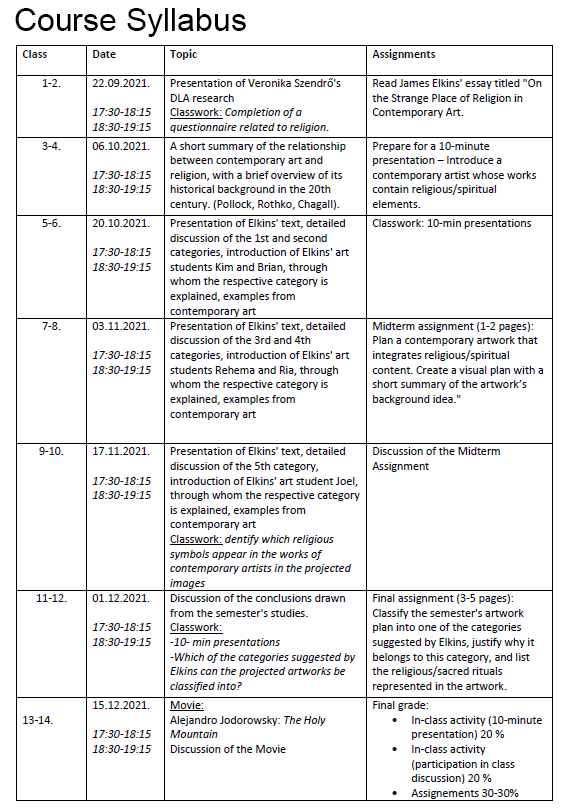 Course Syllabus
Class Date Topic Assignments
1-2.
22.09.2021.
17:30-18:15
18:30-19:15
Presentation of Veronika Szendrő's
DLA research
Classwork: Completion of a
questionnaire related to religion.
Read James Elkins' essay titled "On
the Strange Place of Religion in
Contemporary Art.
3-4.
06.10.2021.
17:30-18:15
18:30-19:15
A short summary of the relationship
between contemporary art and
religion, with a brief overview of its
historical background in the 20th
century. (Pollock, Rothko, Chagall).
Prepare for a 10-minute
presentation – Introduce a
contemporary artist whose works
contain religious/spiritual
elements.
5-6.
20.10.2021.
17:30-18:15
18:30-19:15
Presentation of Elkins' text, detailed
discussion of the 1st and second
categories, introduction of Elkins' art
students Kim and Brian, through
whom the respective category is
explained, examples from
contemporary art
Classwork: 10-min presentations
7-8.
03.11.2021.
17:30-18:15
18:30-19:15
Presentation of Elkins' text, detailed
discussion of the 3rd and 4th
categories, introduction of Elkins' art
students Rehema and Ria, through
whom the respective category is
explained, examples from
contemporary art
Midterm assignment (1-2 pages):
Plan a contemporary artwork that
integrates religious/spiritual
content. Create a visual plan with a
short summary of the artwork's
background idea."
9-10.
17.11.2021.
17:30-18:15
18:30-19:15
Presentation of Elkins' text, detailed
discussion of the 5th category,
introduction of Elkins' art student Joel,
through whom the respective category
is explained, examples from
contemporary art
Classwork: dentify which religious
symbols appear in the works of
contemporary artists in the projected
images
Discussion of the Midterm
Assignment
11-12.
01.12.2021.
17:30-18:15
18:30-19:15
Discussion of the conclusions drawn
from the semester's studies.
Classwork:
-10- min presentations
-Which of the categories suggested by
Elkins can the projected artworks be
classified into?
Final assignment (3-5 pages):
Classify the semester's artwork
plan into one of the categories
suggested by Elkins, justify why it
belongs to this category, and list
the religious/sacred rituals
represented in the artwork.
13-14.
15.12.2021.
17:30-18:15
18:30-19:15
Movie:
Alejandro Jodorowsky: The Holy
Mountain
Discussion of the Movie
Final grade:
• In-class activity (10-minute
presentation) 20 %
• In-class activity
(participation in class
discussion) 20 %
• Assignements 30-30%